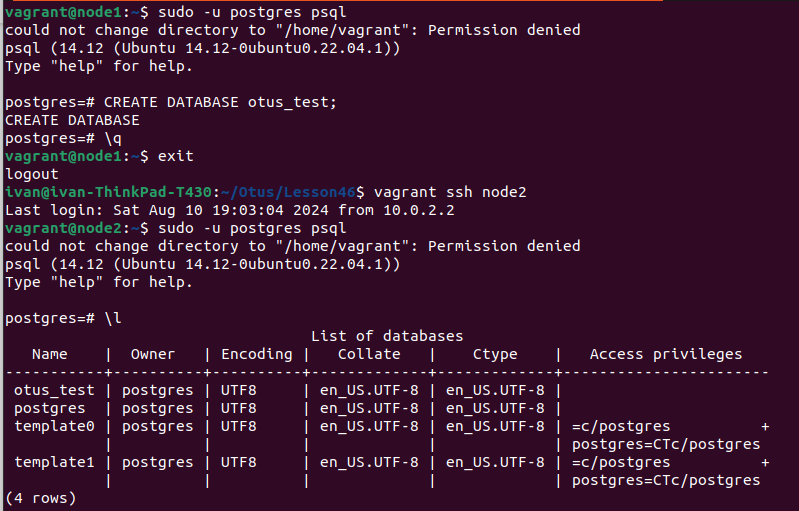 vagrant@node1:~$ sudo -u postgres psql
could not change directory to "/home/vagrant": Permission denied
psql (14.12 (Ubuntu 14.12-0ubuntu0.22.04.1))
Type "help" for help.

postgres=# CREATE DATABASE otus_test;
CREATE DATABASE
postgres=# \q
vagrant@node1:~$ exit
logout
ivan@ivan-ThinkPad-T430:~/Otus/Lesson46$ vagrant ssh node2
Last login: Sat Aug 10 19:03:04 2024 from 10.0.2.2
vagrant@node2:~$ sudo -u postgres psql
could not change directory to "/home/vagrant": Permission denied
psql (14.12 (Ubuntu 14.12-0ubuntu0.22.04.1))
Type "help" for help.

postgres=# \l
                                  List of databases
   Name    |  Owner   | Encoding |   Collate   |    Ctype    |   Access privileges
-----------+----------+----------+-------------+-------------+-----------------------
 otus_test | postgres | UTF8     | en_US.UTF-8 | en_US.UTF-8 |
 postgres  | postgres | UTF8     | en_US.UTF-8 | en_US.UTF-8 |
 template0 | postgres | UTF8     | en_US.UTF-8 | en_US.UTF-8 | =c/postgres          +
           |          |          |             |             | postgres=CTc/postgres
 template1 | postgres | UTF8     | en_US.UTF-8 | en_US.UTF-8 | =c/postgres          +
           |          |          |             |             | postgres=CTc/postgres
(4 rows)